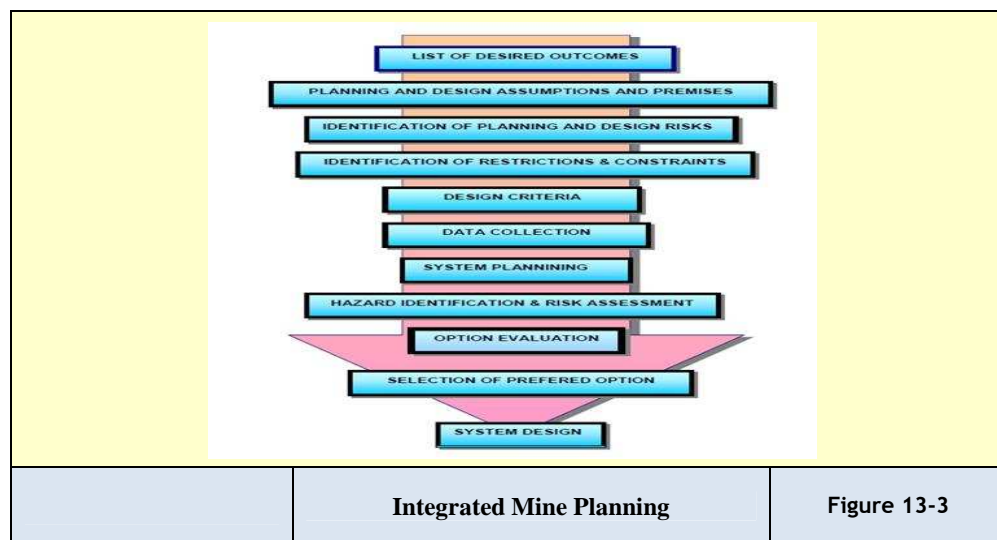 LIST OF DESIRED OUTCOMES
PLANNING AND DESIGN ASSUMPTIONS AND PREMISES
IDENTIFICATION OF PLANNING AND DESIGN RISKS
IDENTIFICATION OF RESTRICTIONS & CONSTRAINTS
DESIGN CRITERIA
DATA COLLECTION
SYSTEM PLANNINING
HAZARD IDENTIFICATION & RISK ASSESSMENT
OPTION EVALUATION
SELECTION OF PREFERED OPTION
SYSTEM DESIGN
Integrated Mine Planning
Figure 13-3